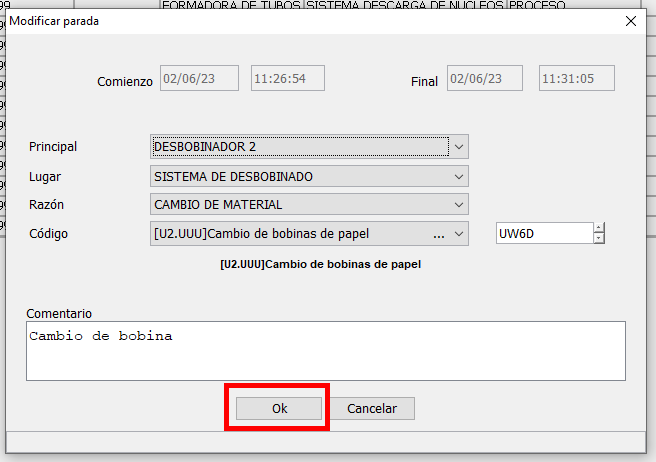 FORMADORA DE TUBOS SISTEMA DESCARGA DE NUCLEOS PROCESO
Modificar parada
Comienzo 02/06/23 11:26:54 Final 02/06/23 11:31:05
Principal DESBOBINADOR 2
Lugar SISTEMA DE DESBOBINADO
Razón CAMBIO DE MATERIAL
Código [U2.UUU]Cambio de bobinas de papel ... UW6D
[U2.UUU]Cambio de bobinas de papel
Comentario
Cambio de bobina
Ok Cancelar